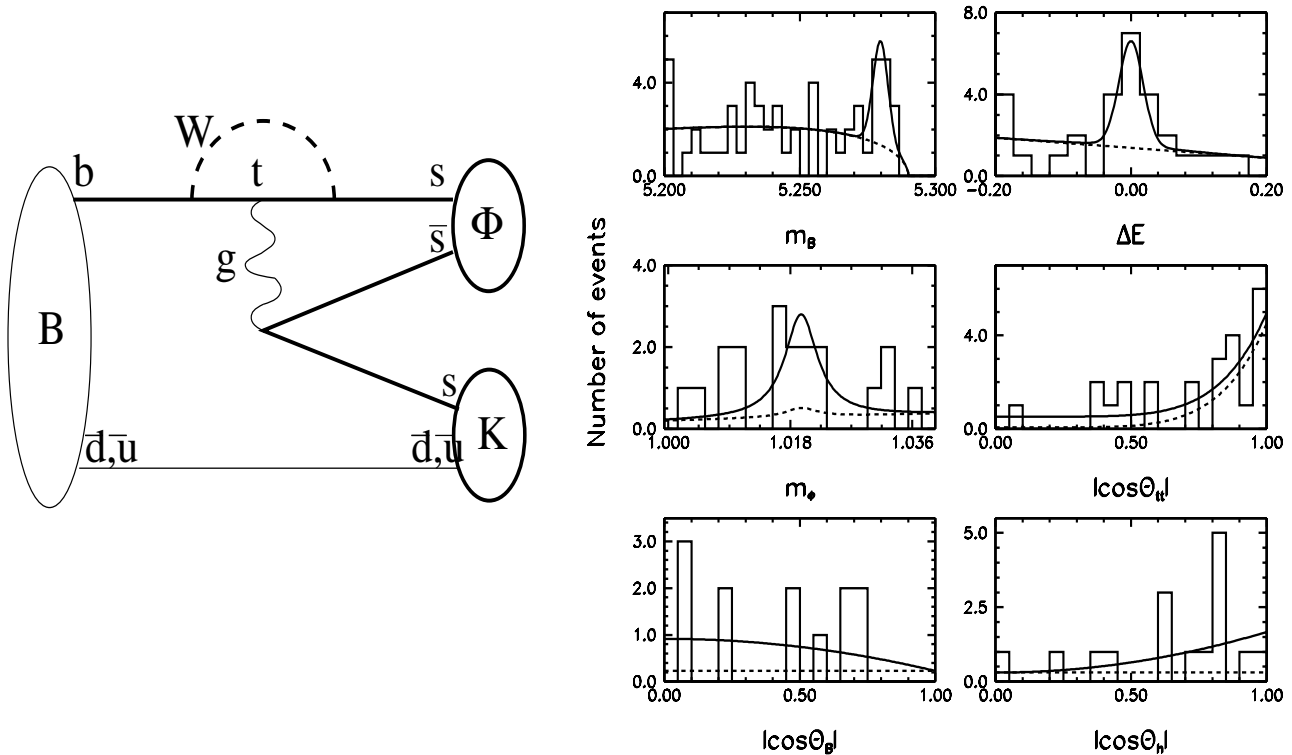 W
b t s
s̅
Φ
g
B
s
K
d̅,u̅ d̅,u̅
Number of events
4.0
2.0
0.0
5.200 5.250 5.300
m_B
8.0
4.0
0.0
−0.20 0.00 0.20
ΔE
4.0
2.0
0.0
1.000 1.018 1.036
m_ϕ
4.0
2.0
0.0
0.00 0.50 1.00
|cosΘ_tt|
3.0
2.0
1.0
0.0
0.00 0.50 1.00
|cosΘ_B|
5.0
2.5
0.0
0.00 0.50 1.00
|cosΘ_h|